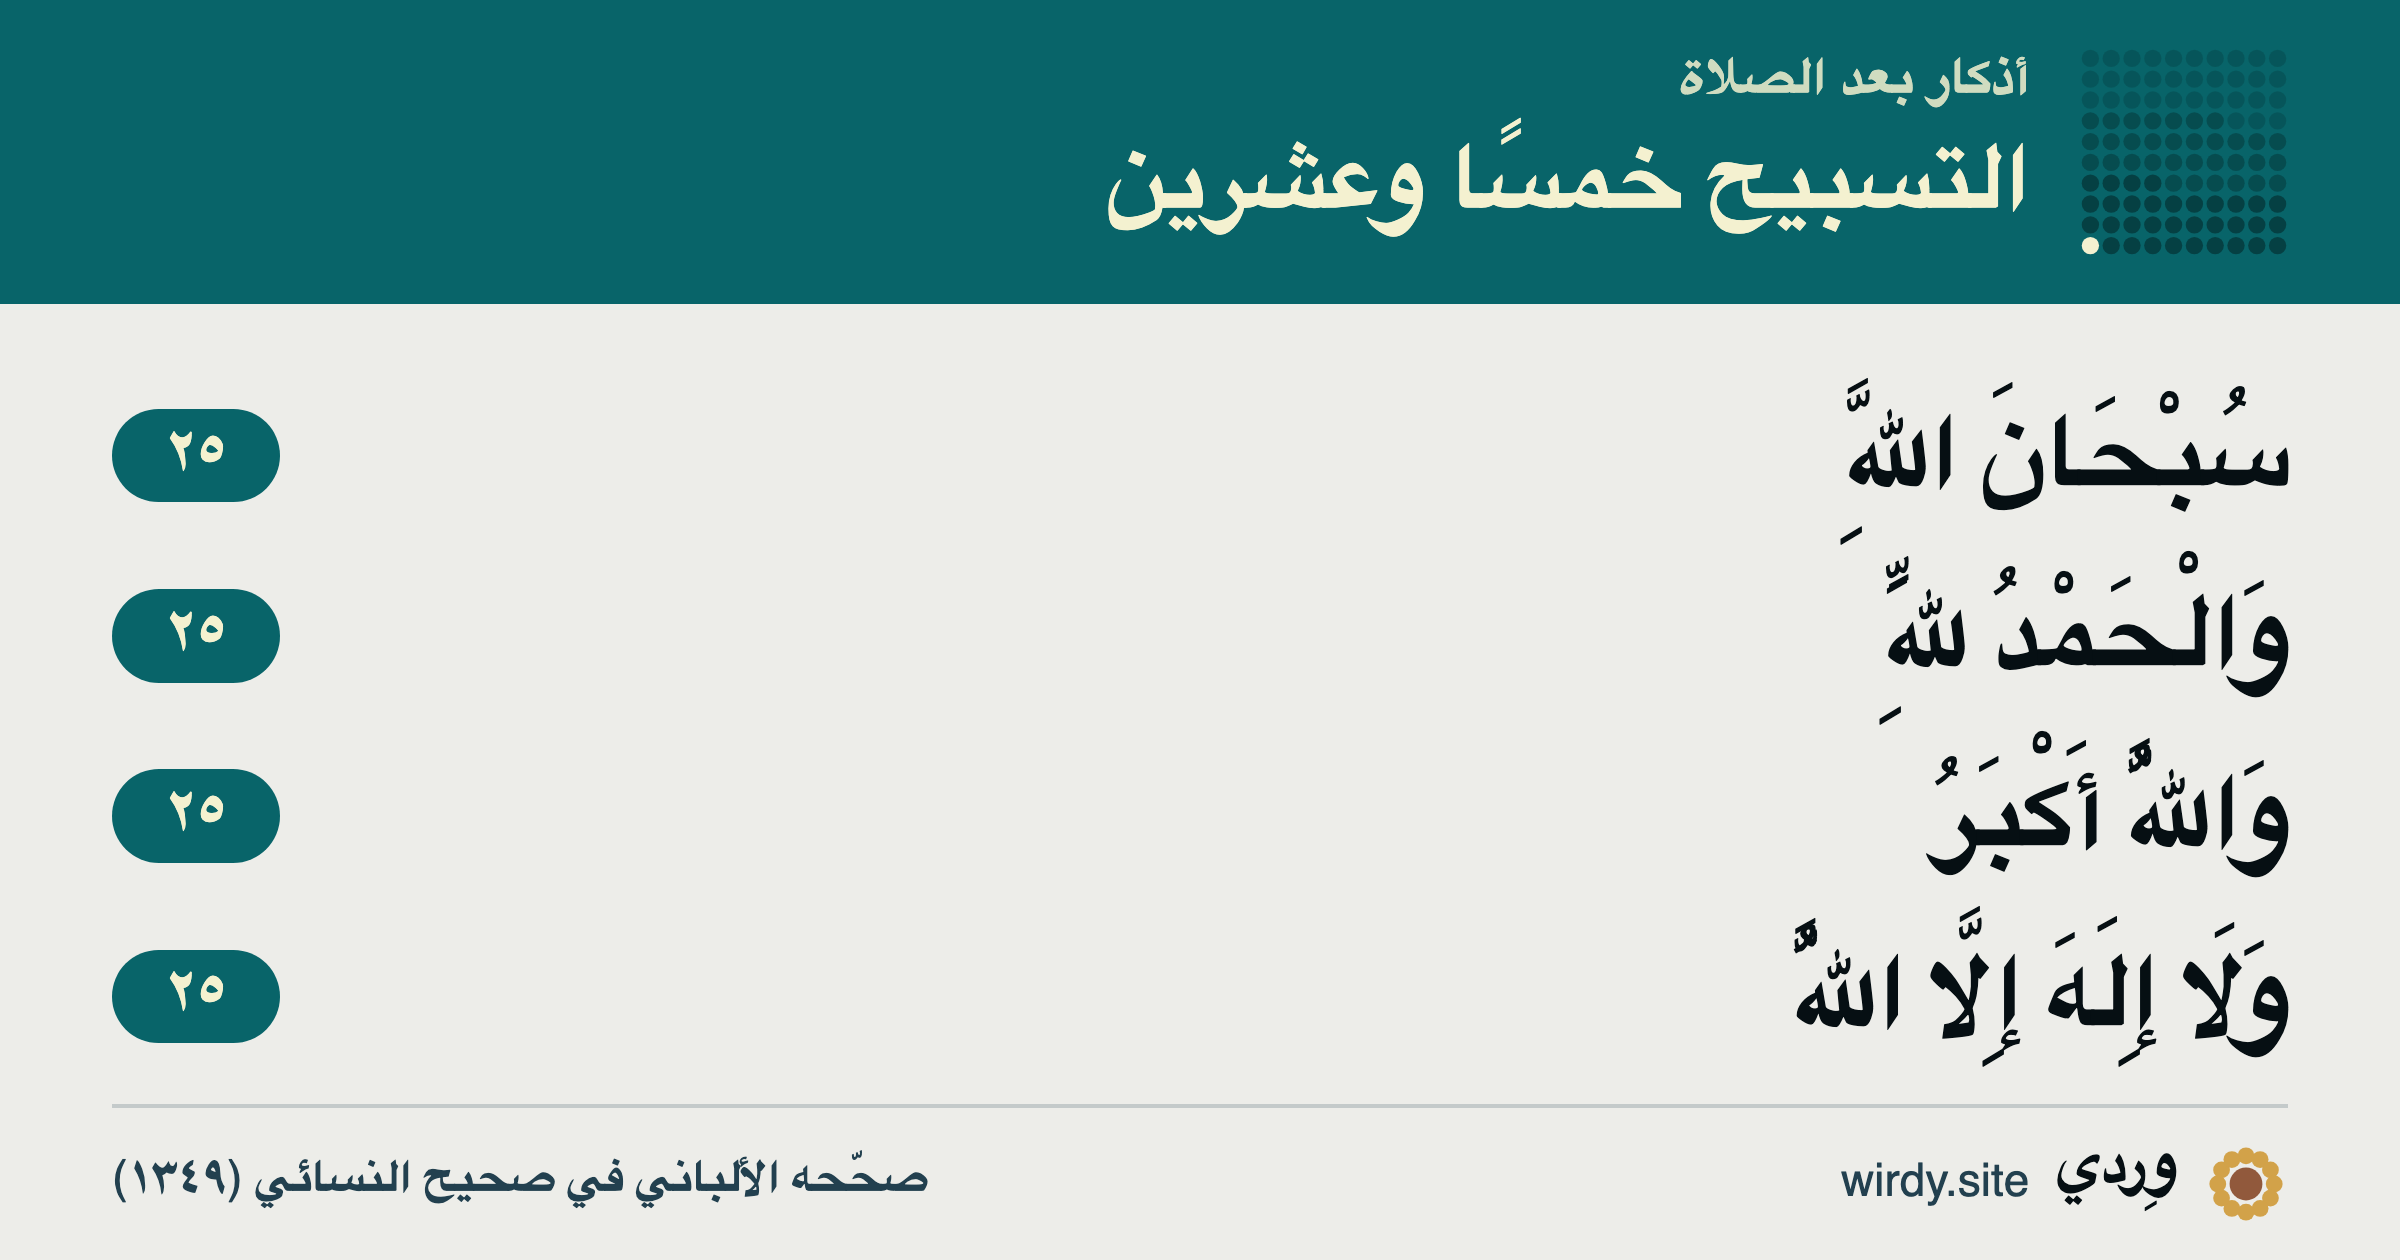 أذكار بعد الصلاة
التسبيح خمسًا وعشرين
سُبْحَانَ اللَّهِ ٢٥
وَالْحَمْدُ لِلَّهِ ٢٥
وَاللَّهُ أَكْبَرُ ٢٥
وَلَا إِلَهَ إِلَّا اللَّهُ ٢٥
وِردي wirdy.site
صحّحه الألباني في صحيح النسائي (١٣٤٩)